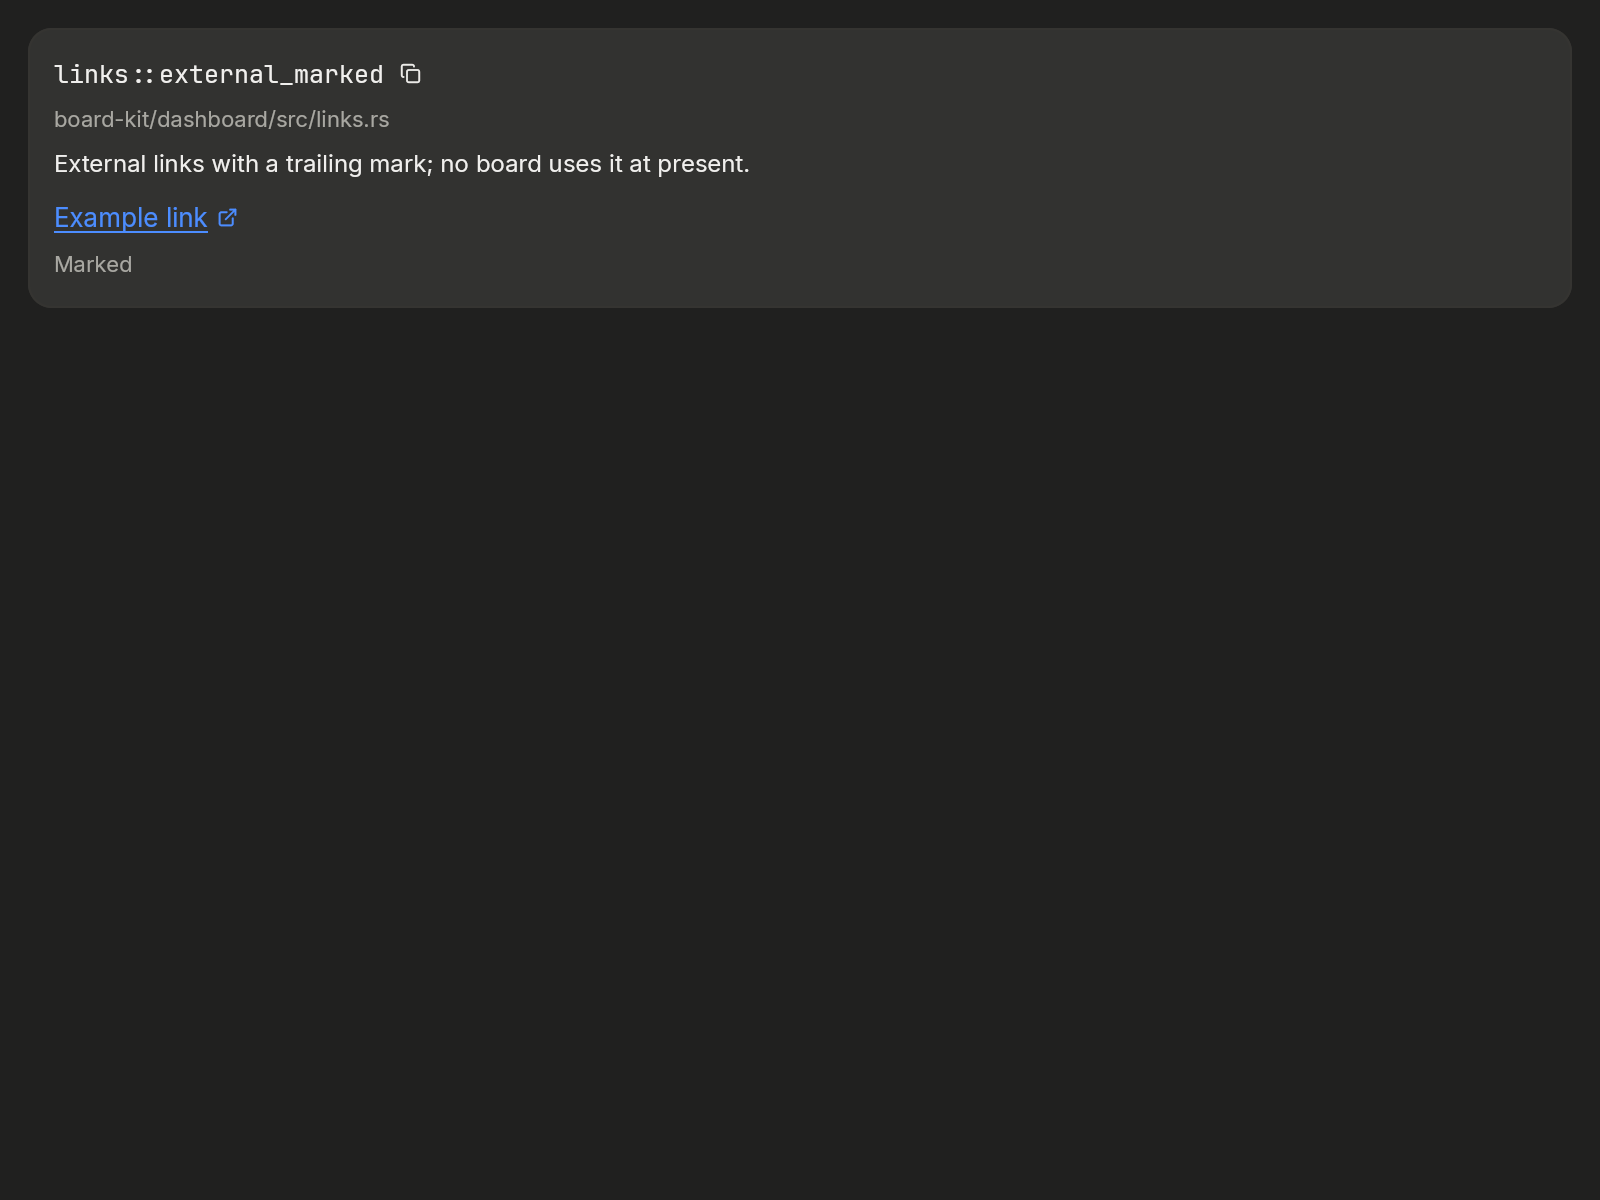 links::external_marked
board-kit/dashboard/src/links.rs
External links with a trailing mark; no board uses it at present.
Example link
Marked